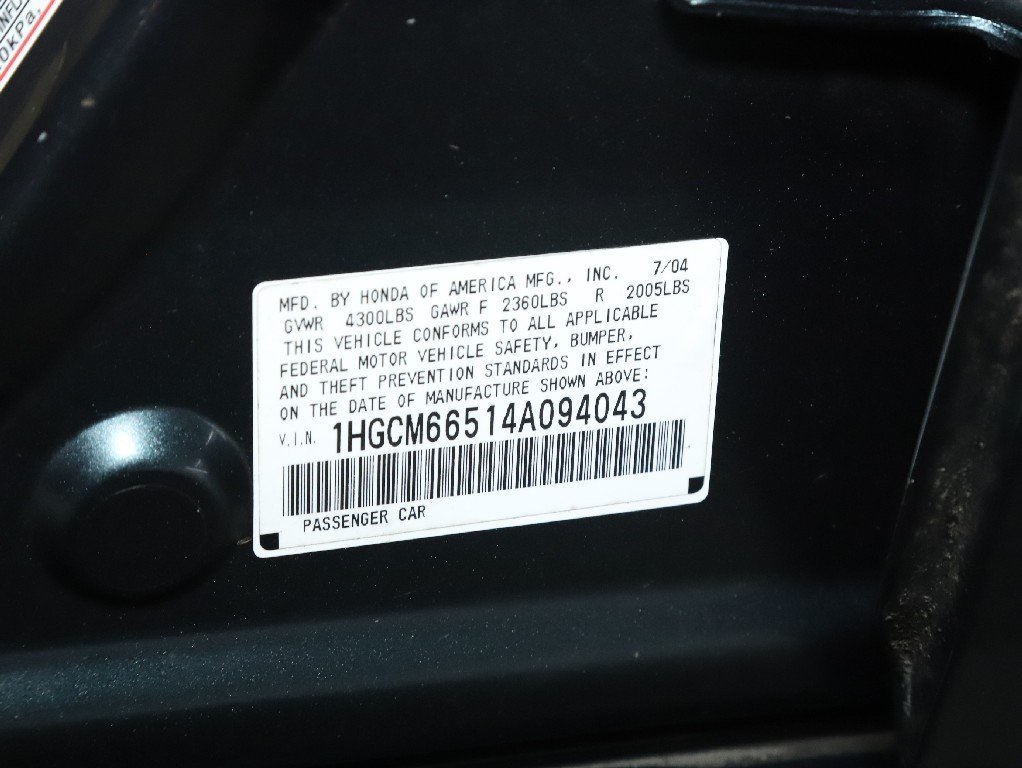 0kPa,
MFD. BY HONDA OF AMERICA MFG., INC. 7/04
GVWR 4300LBS GAWR F 2360LBS R 2005LBS
THIS VEHICLE CONFORMS TO ALL APPLICABLE
FEDERAL MOTOR VEHICLE SAFETY, BUMPER,
AND THEFT PREVENTION STANDARDS IN EFFECT
ON THE DATE OF MANUFACTURE SHOWN ABOVE:
V.I.N. 1HGCM66514A094043
PASSENGER CAR